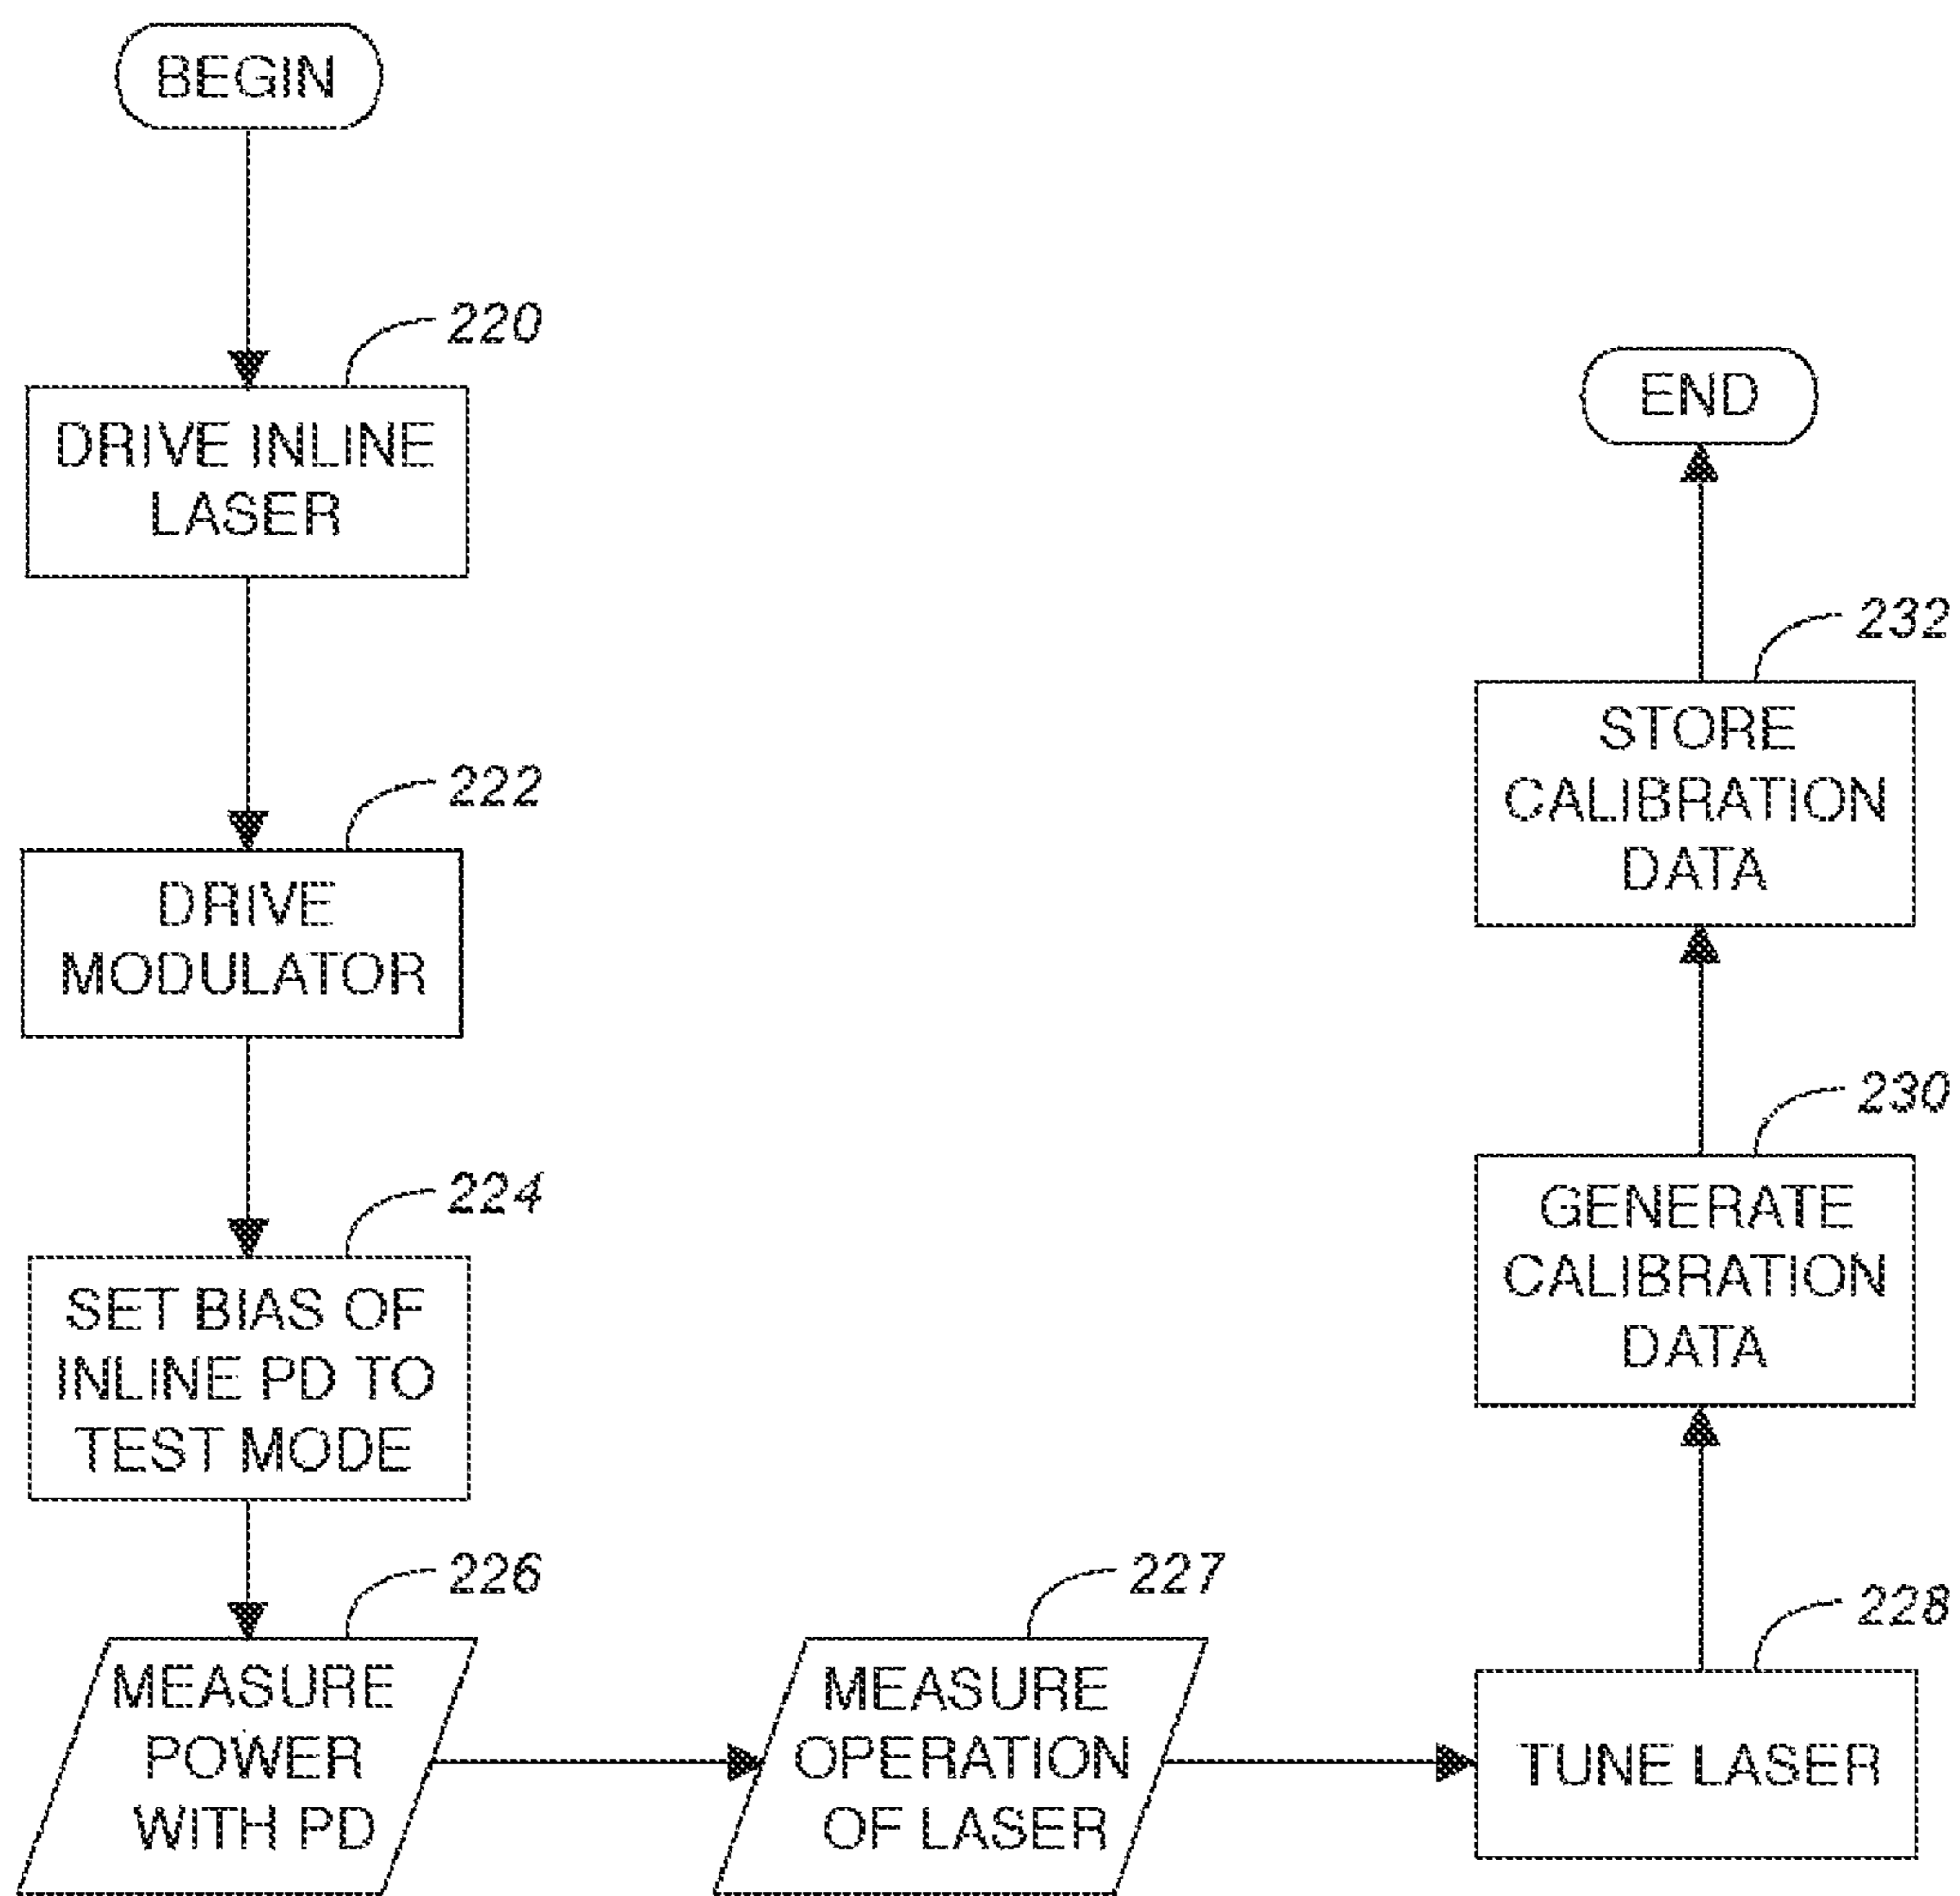 BEGIN
220
DRIVE INLINE
LASER
222
DRIVE
MODULATOR
224
SET BIAS OF
INLINE PD TO
TEST MODE
226
MEASURE
POWER
WITH PD
227
MEASURE
OPERATION
OF LASER
228
TUNE LASER
230
GENERATE
CALIBRATION
DATA
232
STORE
CALIBRATION
DATA
END